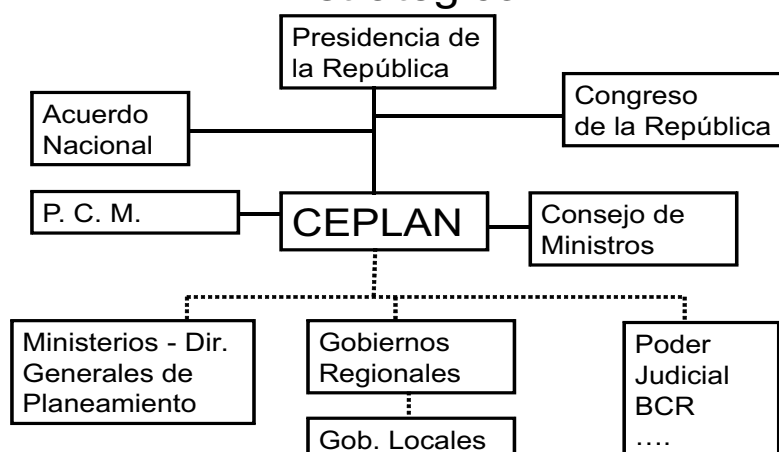 Presidencia de
la República
Acuerdo
Nacional
Congreso
de la República
P. C. M.
CEPLAN
Consejo de
Ministros
Ministerios - Dir.
Generales de
Planeamiento
Gobiernos
Regionales
Poder
Judicial
BCR
....
Gob. Locales